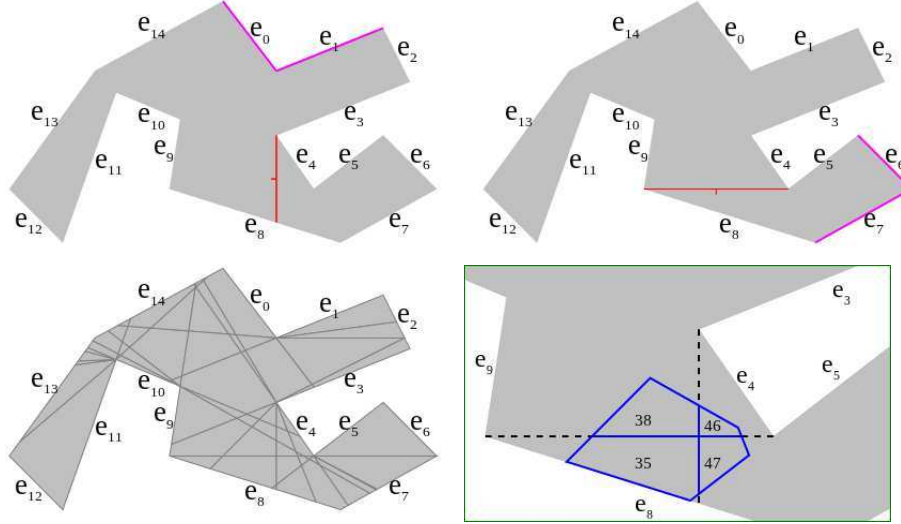 e₁₄ e₀ e₁ e₂ e₃ e₁₃ e₁₀ e₉ e₄ e₅ e₆ e₁₁ e₁₂ e₈ e₇
e₁₄ e₀ e₁ e₂ e₃ e₁₃ e₁₀ e₉ e₄ e₅ e₆ e₁₁ e₁₂ e₈ e₇
e₁₄ e₀ e₁ e₂ e₃ e₁₃ e₁₀ e₉ e₄ e₅ e₆ e₁₁ e₁₂ e₈ e₇
e₃
e₉ e₄ e₅
38 46
35 47
e₈